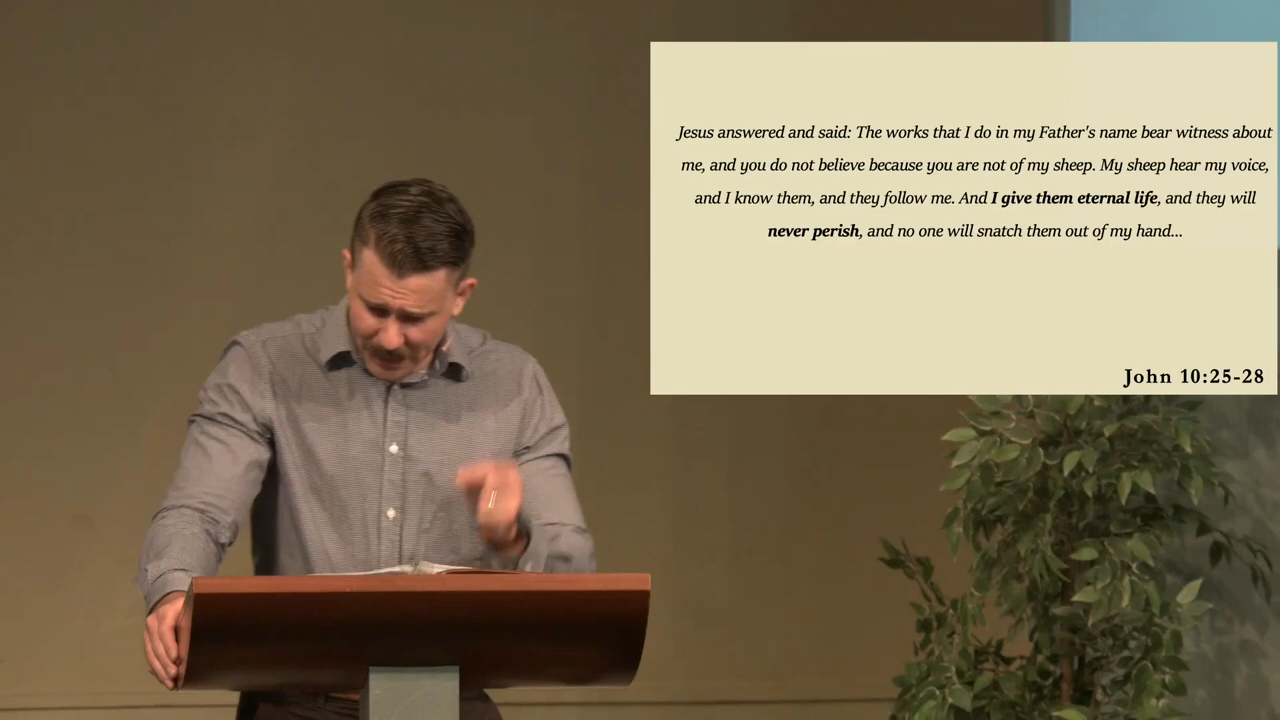 Jesus answered and said: The works that I do in my Father's name bear witness about
me, and you do not believe because you are not of my sheep. My sheep hear my voice,
and I know them, and they follow me. And I give them eternal life, and they will
never perish, and no one will snatch them out of my hand...
John 10:25-28